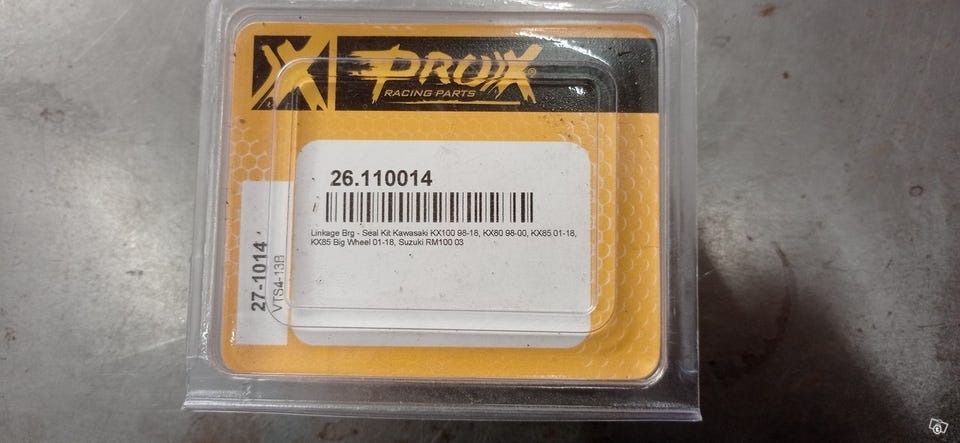 PROX®
RACING PARTS
26.110014
Linkage Brg - Seal Kit Kawasaki KX100 98-18, KX80 98-00, KX85 01-18,
KX85 Big Wheel 01-18, Suzuki RM100 03
27-1014
VTS4-13B